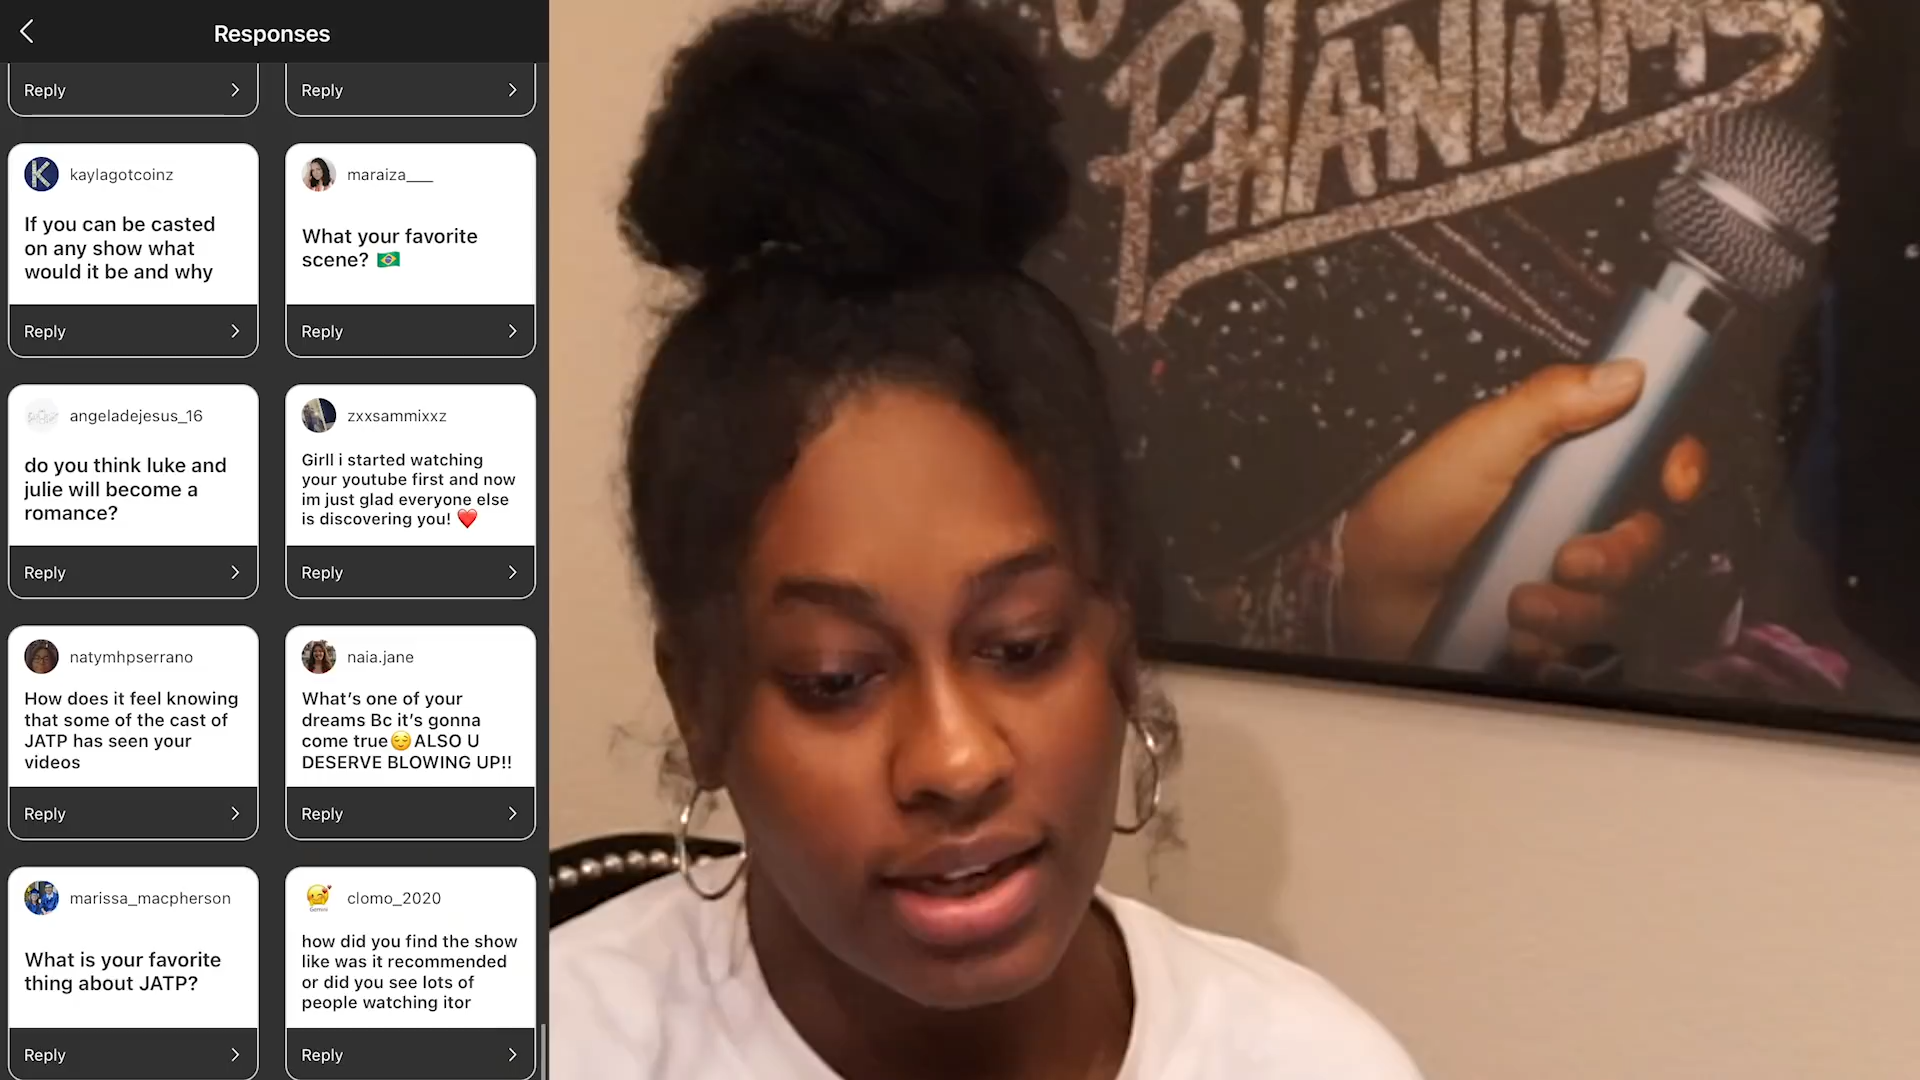 Responses
Reply
Reply
kaylagotcoinz
If you can be casted
on any show what
would it be and why
Reply
maraiza___
What your favorite
scene? 🇧🇷
Reply
angeladejesus_16
do you think luke and
julie will become a
romance?
Reply
zxxsammixxz
Girll i started watching
your youtube first and now
im just glad everyone else
is discovering you! ❤️
Reply
natymhpserrano
How does it feel knowing
that some of the cast of
JATP has seen your
videos
Reply
naia.jane
What’s one of your
dreams Bc it’s gonna
come true😌ALSO U
DESERVE BLOWING UP!!
Reply
marissa_macpherson
What is your favorite
thing about JATP?
Reply
clomo_2020
how did you find the show
like was it recommended
or did you see lots of
people watching itor
Reply
PHANTOMS